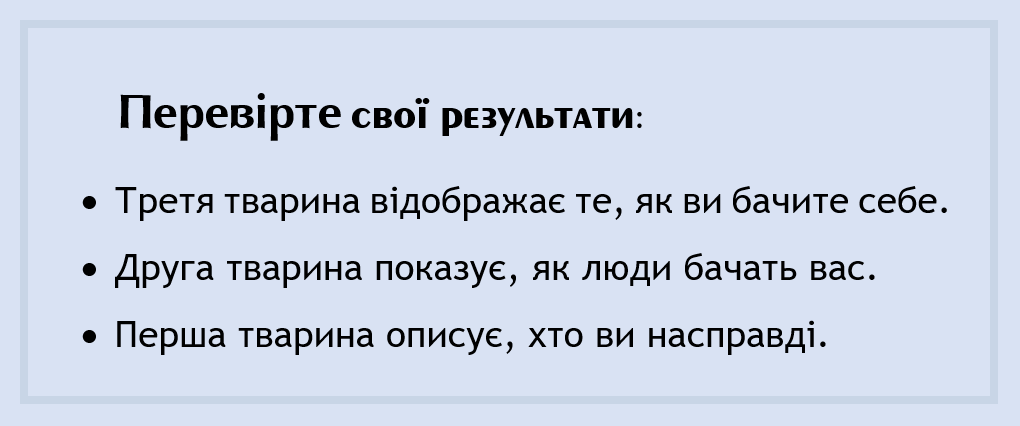 Перевірте свої результати:
• Третя тварина відображає те, як ви бачите себе.
• Друга тварина показує, як люди бачать вас.
• Перша тварина описує, хто ви насправді.